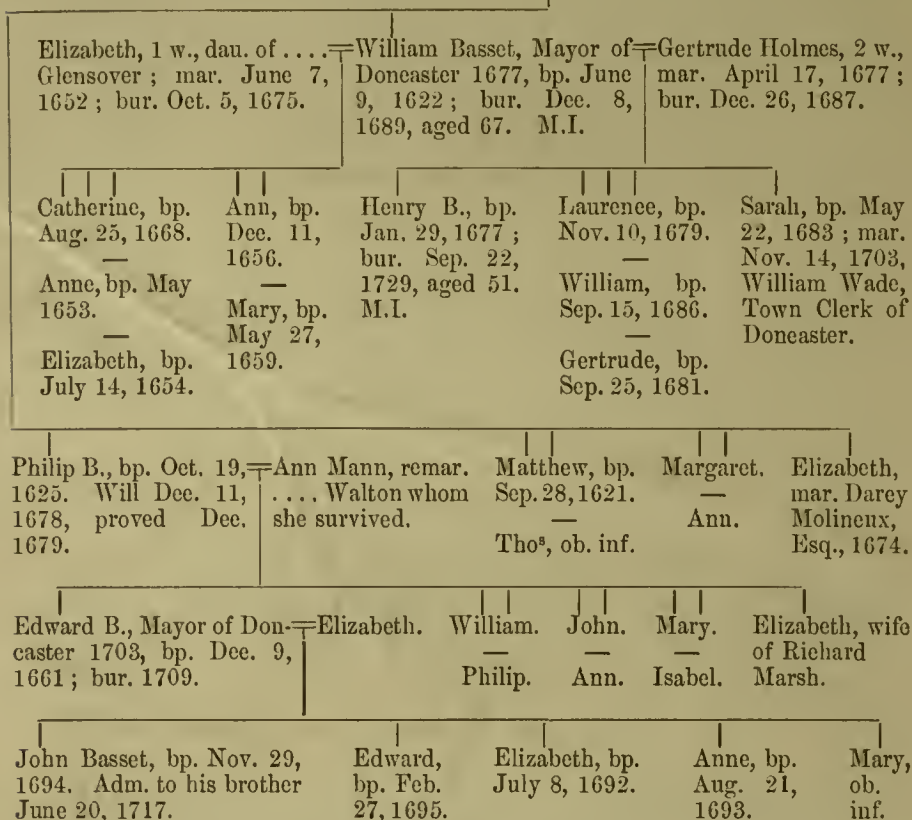 Elizabeth, 1 w., dau. of .... ╤ William Basset, Mayor of ╤ Gertrude Holmes, 2 w.,
Glensover ; mar. June 7, Doncaster 1677, bp. June mar. April 17, 1677 ;
1652 ; bur. Oct. 5, 1675. 9, 1622 ; bur. Dec. 8, bur. Dec. 26, 1687.
1689, aged 67. M.I.
Catherine, bp. Ann, bp. Henry B., bp. Laurence, bp. Sarah, bp. May
Aug. 25, 1668. Dec. 11, Jan. 29, 1677 ; Nov. 10, 1679. 22, 1683 ; mar.
— 1656. bur. Sep. 22, — Nov. 14, 1703,
Anne, bp. May — 1729, aged 51. William, bp. William Wade,
1653. Mary, bp. M.I. Sep. 15, 1686. Town Clerk of
— May 27, — Doncaster.
Elizabeth, bp. 1659. Gertrude, bp.
July 14, 1654. Sep. 25, 1681.
Philip B., bp. Oct. 19, ╤ Ann Mann, remar. Matthew, bp. Margaret. Elizabeth,
1625. Will Dec. 11, .... Walton whom Sep. 28, 1621. — mar. Darcy
1678, proved Dec. she survived. — Ann. Molineux,
1679. Thoˢ, ob. inf. Esq., 1674.
Edward B., Mayor of Don- ╤ Elizabeth. William. John. Mary. Elizabeth, wife
caster 1703, bp. Dec. 9, — — — of Richard
1661 ; bur. 1709. Philip. Ann. Isabel. Marsh.
John Basset, bp. Nov. 29, Edward, Elizabeth, bp. Anne, bp. Mary,
1694. Adm. to his brother bp. Feb. July 8, 1692. Aug. 21, ob.
June 20, 1717. 27, 1695. 1693. inf.